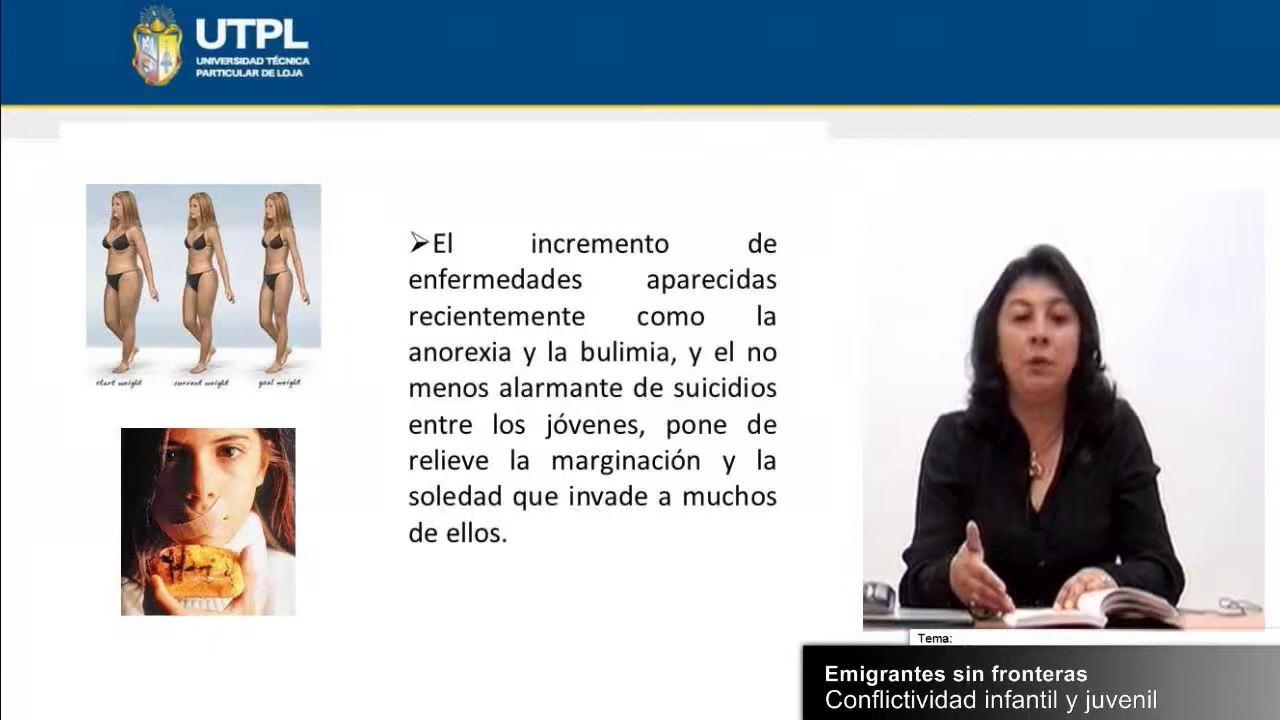 UTPL
UNIVERSIDAD TÉCNICA
PARTICULAR DE LOJA
start weight current weight goal weight
➢El incremento de
enfermedades aparecidas
recientemente como la
anorexia y la bulimia, y el no
menos alarmante de suicidios
entre los jóvenes, pone de
relieve la marginación y la
soledad que invade a muchos
de ellos.
Tema:
Emigrantes sin fronteras
Conflictividad infantil y juvenil